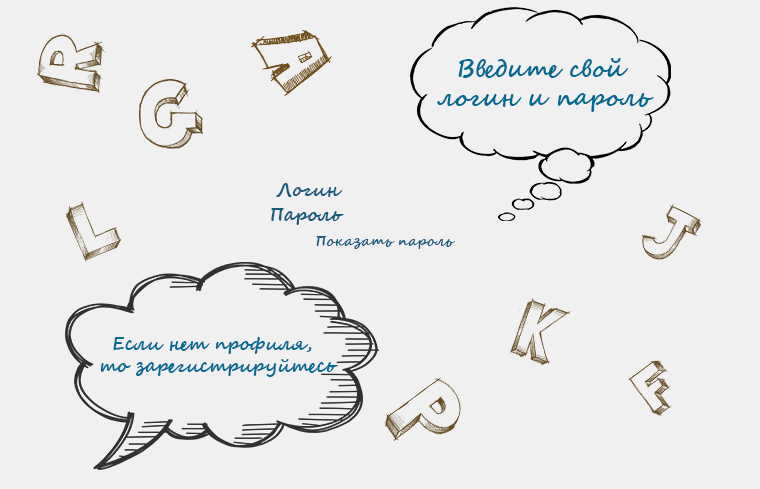 R
A
G
Введите свой
логин и пароль
Логин
Пароль
L
J
Показать пароль
K
Если нет профиля,
то зарегистрируйтесь
F
P